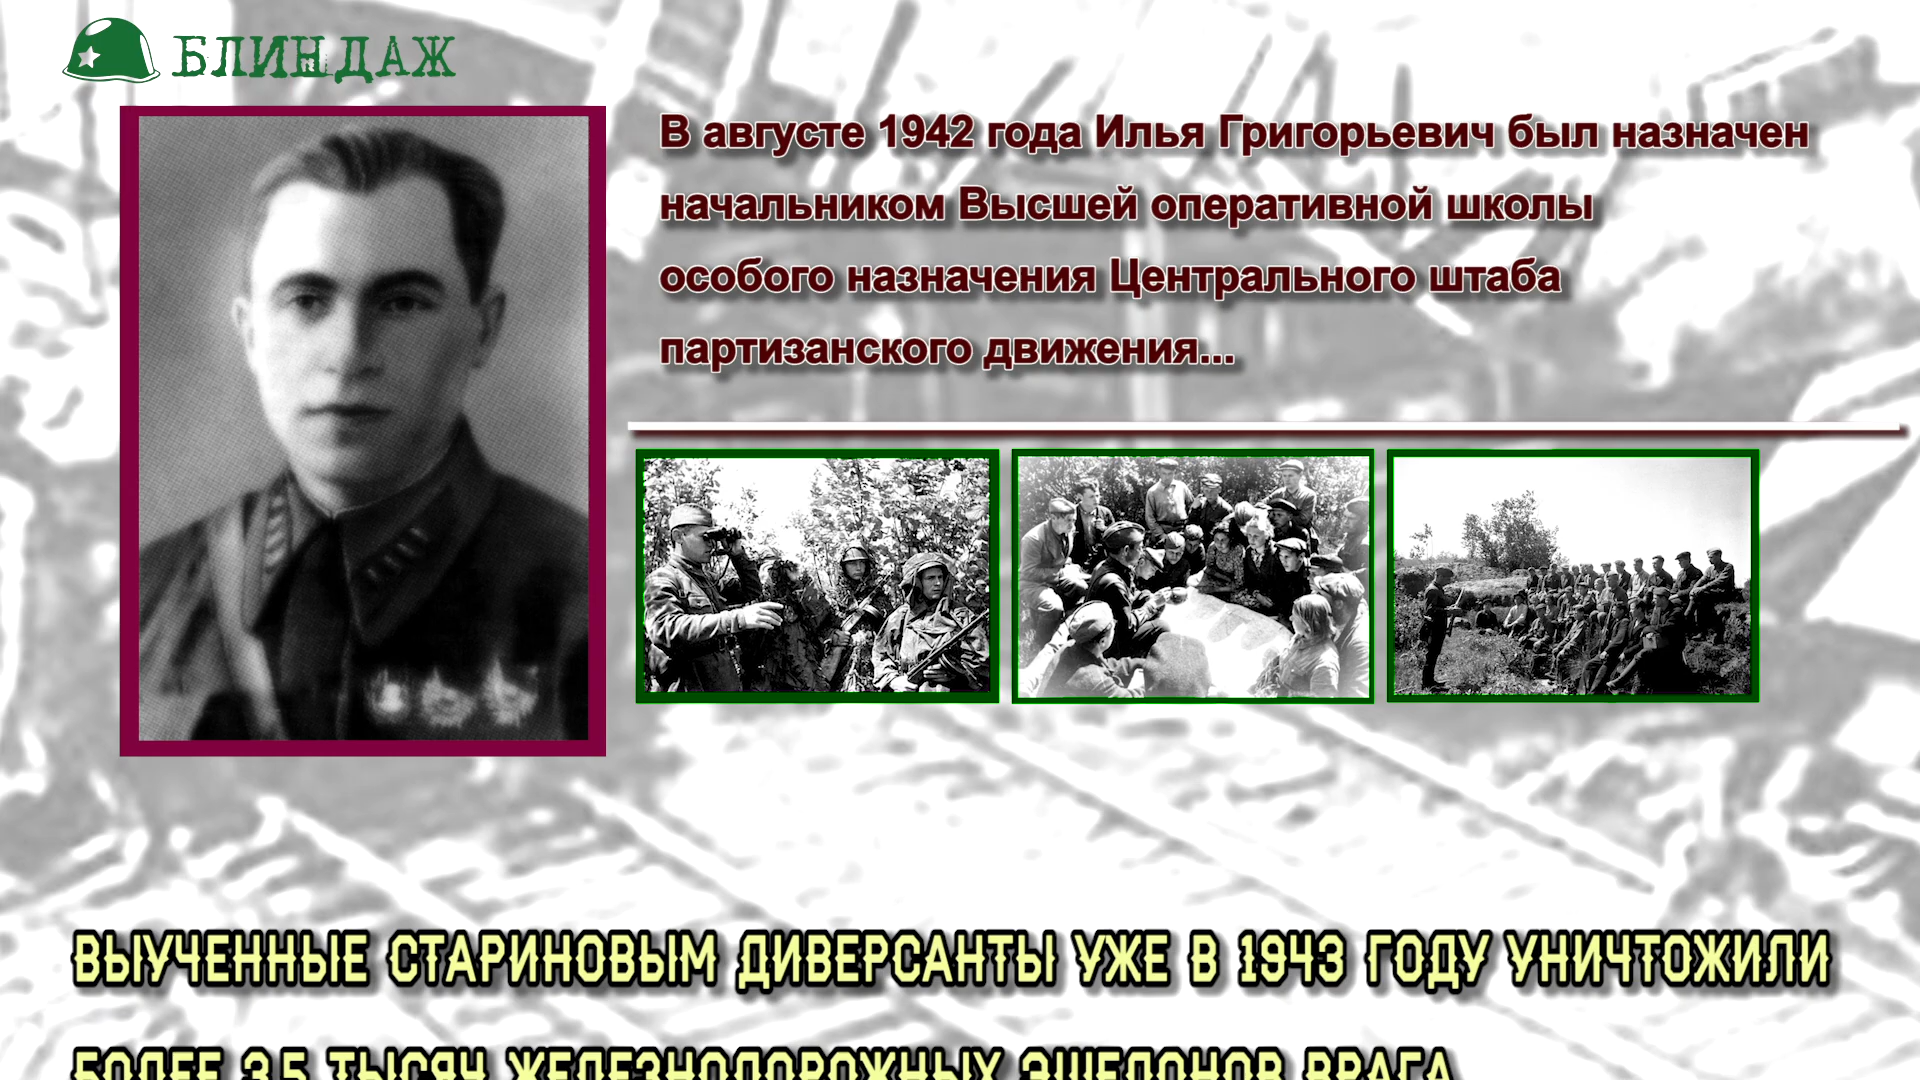 БЛИНДАЖ
В августе 1942 года Илья Григорьевич был назначен
начальником Высшей оперативной школы
особого назначения Центрального штаба
партизанского движения...
ВЫУЧЕННЫЕ СТАРИНОВЫМ ДИВЕРСАНТЫ УЖЕ В 1943 ГОДУ УНИЧТОЖИЛИ
БОЛЕЕ 3,5 ТЫСЯЧ ЖЕЛЕЗНОДОРОЖНЫХ ЭШЕЛОНОВ ВРАГА